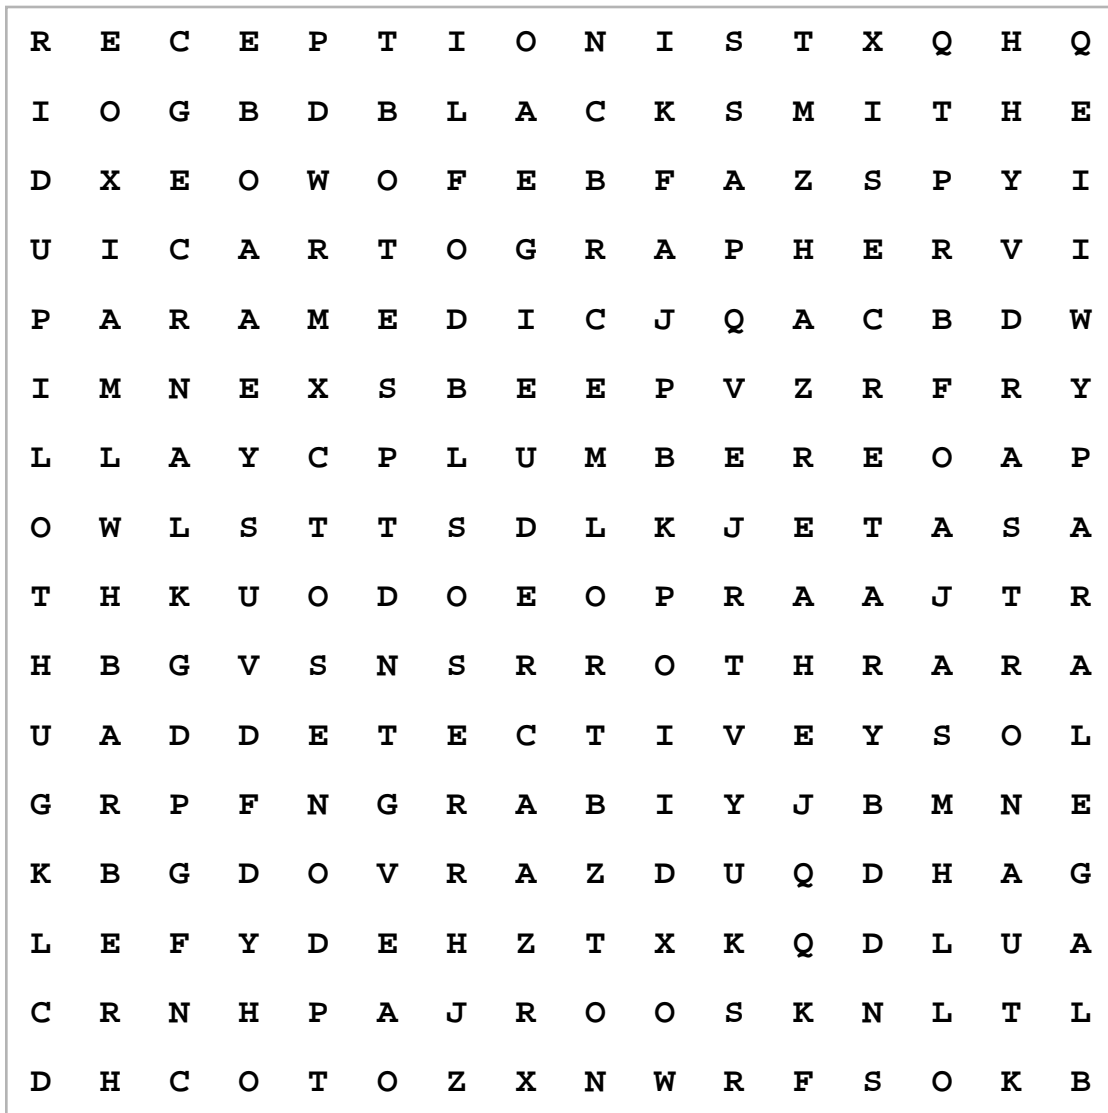 R E C E P T I O N I S T X Q H Q
I O G B D B L A C K S M I T H E
D X E O W O F E B F A Z S P Y I
U I C A R T O G R A P H E R V I
P A R A M E D I C J Q A C B D W
I M N E X S B E E P V Z R F R Y
L L A Y C P L U M B E R E O A P
O W L S T T S D L K J E T A S A
T H K U O D O E O P R A A J T R
H B G V S N S R R O T H R A R A
U A D D E T E C T I V E Y S O L
G R P F N G R A B I Y J B M N E
K B G D O V R A Z D U Q D H A G
L E F Y D E H Z T X K Q D L U A
C R N H P A J R O O S K N L T L
D H C O T O Z X N W R F S O K B